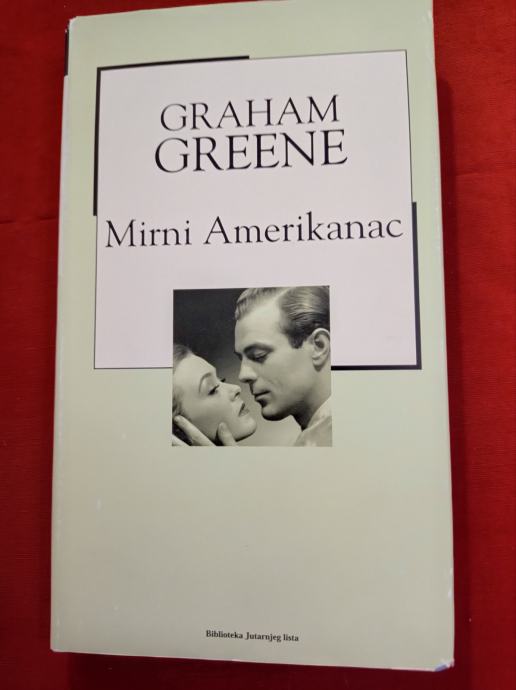 GRAHAM
GREENE
Mirni Amerikanac
Biblioteka Jutarnjeg lista